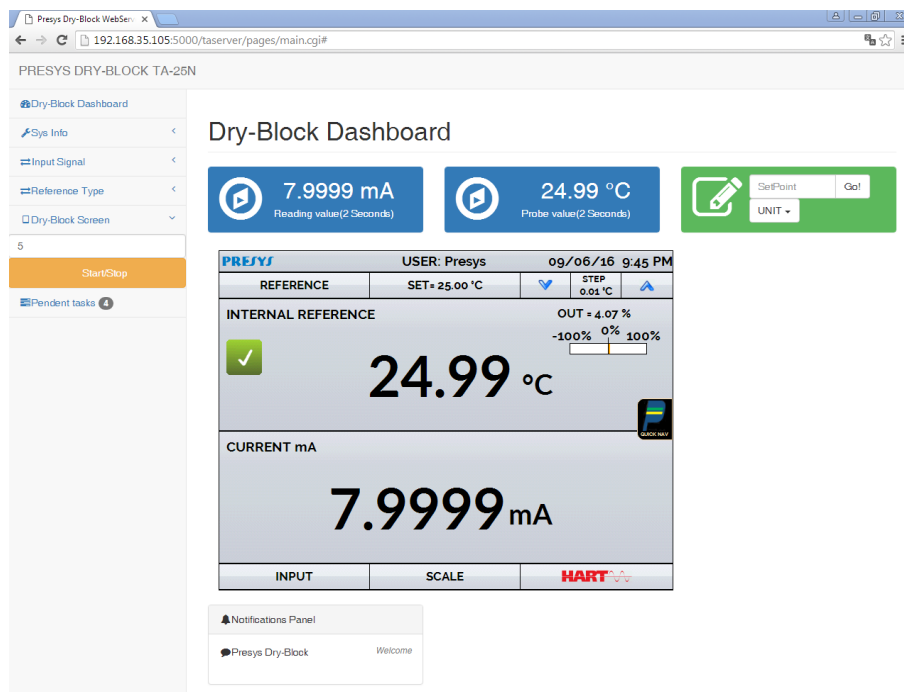 Presys Dry-Block WebServ
192.168.35.105:5000/taserver/pages/main.cgi#
PRESYS DRY-BLOCK TA-25N
Dry-Block Dashboard
Sys Info
Input Signal
Reference Type
Dry-Block Screen
5
Start/Stop
Pendent tasks 4
Dry-Block Dashboard
7.9999 mA
Reading value(2 Seconds)
24.99 °C
Probe value(2 Seconds)
SetPoint Go!
UNIT
PRESYS USER: Presys 09/06/16 9:45 PM
REFERENCE SET= 25.00 °C STEP
0.01 °C
INTERNAL REFERENCE OUT = 4.07 %
-100% 0% 100%
24.99 °C
QUICK NAV
CURRENT mA
7.9999 mA
INPUT SCALE HART
Notifications Panel
Presys Dry-Block Welcome